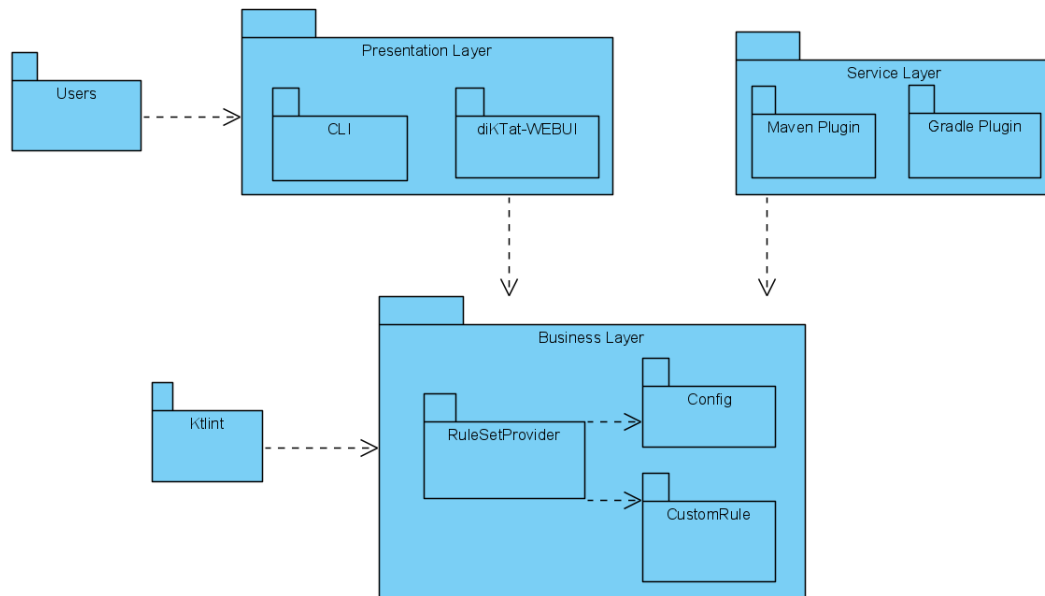 Presentation Layer
Users
CLI
diKTat-WEBUI
Service Layer
Maven Plugin
Gradle Plugin
Business Layer
Ktlint
RuleSetProvider
Config
CustomRule